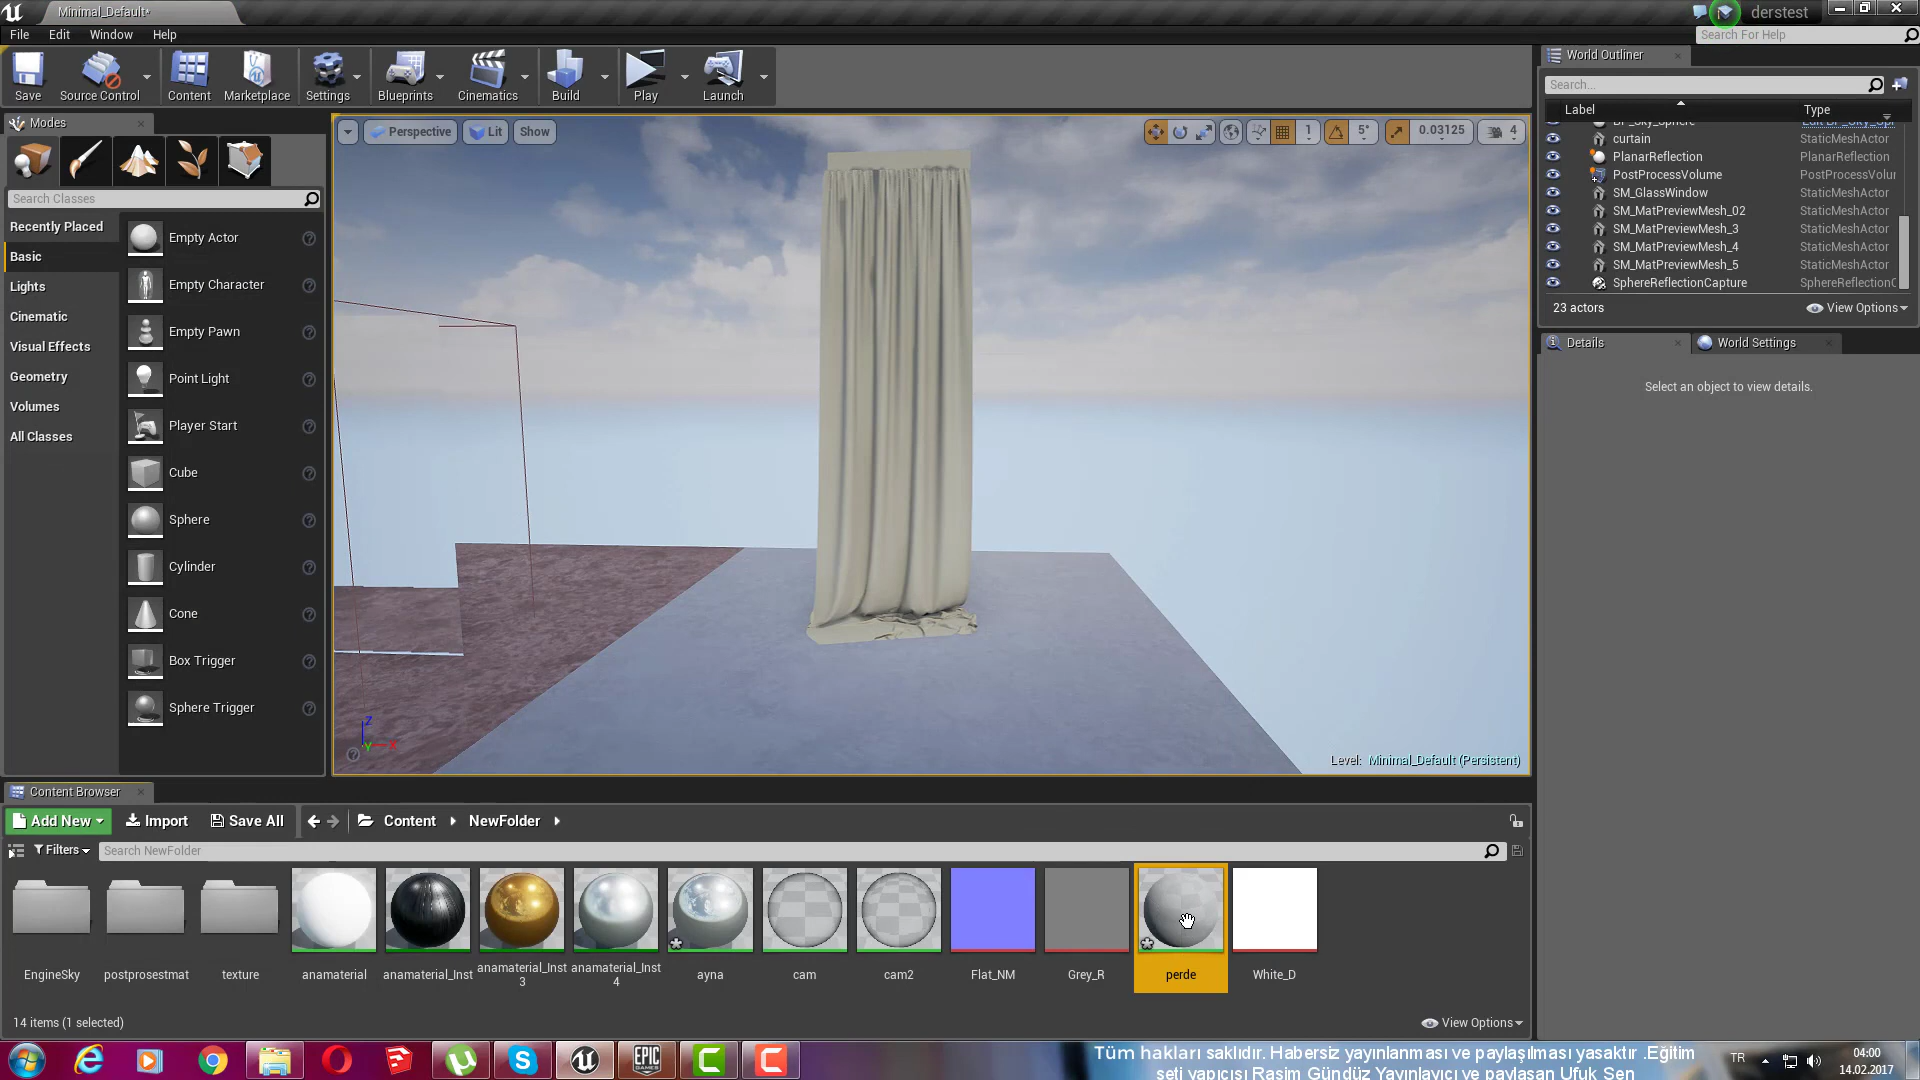 Minimal_Default*
derstest
File Edit Window Help
Search For Help
Save
Source Control
Content
Marketplace
Settings
Blueprints
Cinematics
Build
Play
Launch
Modes
Search Classes
Recently Placed
Basic
Lights
Cinematic
Visual Effects
Geometry
Volumes
All Classes
Empty Actor
Empty Character
Empty Pawn
Point Light
Player Start
Cube
Sphere
Cylinder
Cone
Box Trigger
Sphere Trigger
Perspective
Lit
Show
1
5°
0.03125
4
Z
Y
X
Level: Minimal_Default (Persistent)
World Outliner
Search...
Label
Type
curtain StaticMeshActor
PlanarReflection PlanarReflection
PostProcessVolume PostProcessVolur
SM_GlassWindow StaticMeshActor
SM_MatPreviewMesh_02 StaticMeshActor
SM_MatPreviewMesh_3 StaticMeshActor
SM_MatPreviewMesh_4 StaticMeshActor
SM_MatPreviewMesh_5 StaticMeshActor
SphereReflectionCapture SphereReflectionC
23 actors
View Options
Details
World Settings
Select an object to view details.
Content Browser
Add New
Import
Save All
Content
NewFolder
Filters
Search NewFolder
EngineSky
postprosestmat
texture
anamaterial
anamaterial_Inst
anamaterial_Inst
3
anamaterial_Inst
4
ayna
cam
cam2
Flat_NM
Grey_R
perde
White_D
14 items (1 selected)
View Options
EPIC
GAMES
Tüm hakları saklıdır. Habersiz yayınlanması ve paylaşılması yasaktır .Eğitim
seti yapıcısı Rasim Gündüz Yayınlayıcı ve paylaşan Ufuk Şen
TR
04:00
14.02.2017